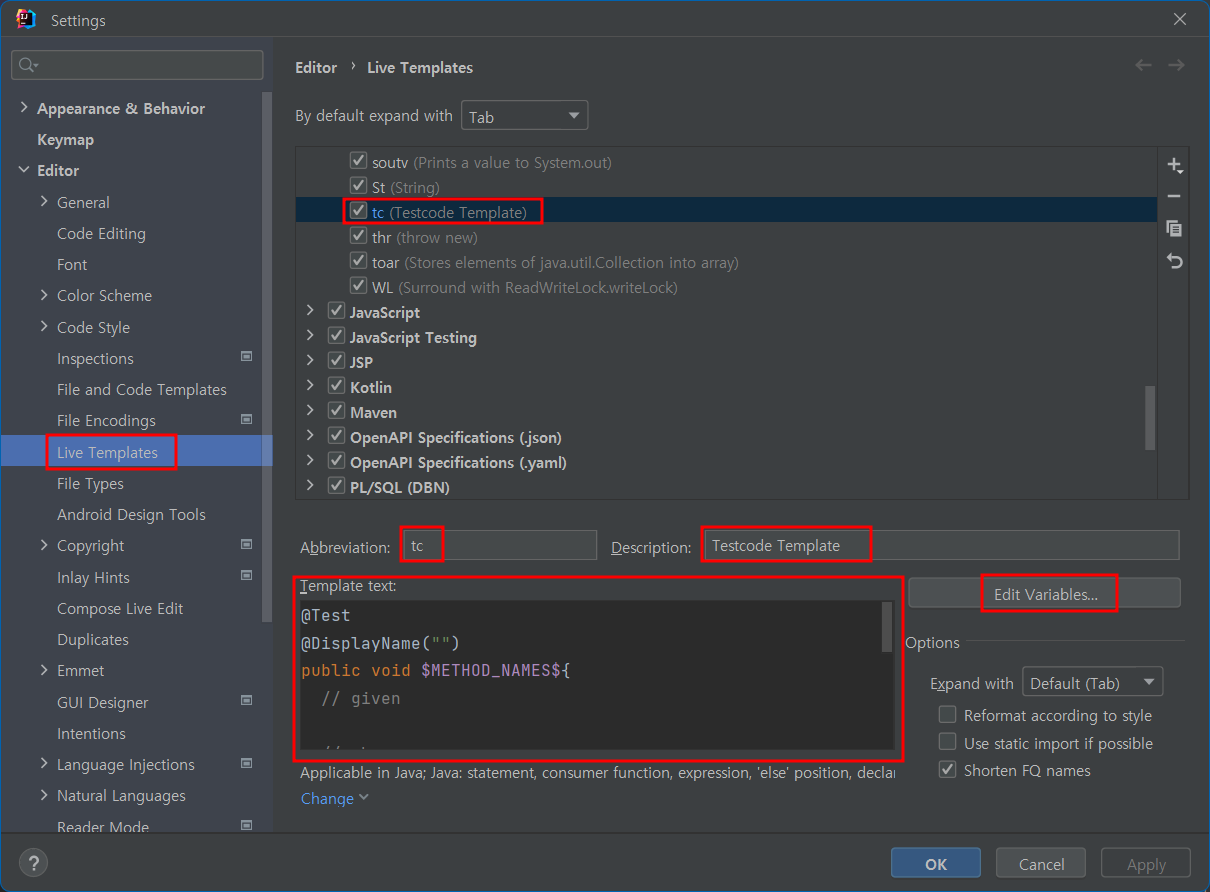 Settings
Appearance & Behavior
Keymap
Editor
General
Code Editing
Font
Color Scheme
Code Style
Inspections
File and Code Templates
File Encodings
Live Templates
File Types
Android Design Tools
Copyright
Inlay Hints
Compose Live Edit
Duplicates
Emmet
GUI Designer
Intentions
Language Injections
Natural Languages
Reader Mode
Editor › Live Templates
By default expand with Tab
soutv (Prints a value to System.out)
St (String)
tc (Testcode Template)
thr (throw new)
toar (Stores elements of java.util.Collection into array)
WL (Surround with ReadWriteLock.writeLock)
JavaScript
JavaScript Testing
JSP
Kotlin
Maven
OpenAPI Specifications (.json)
OpenAPI Specifications (.yaml)
PL/SQL (DBN)
Abbreviation: tc Description: Testcode Template
Template text:
@Test
@DisplayName("")
public void $METHOD_NAMES${
// given
Edit Variables...
Options
Expand with Default (Tab)
Reformat according to style
Use static import if possible
Shorten FQ names
Applicable in Java; Java: statement, consumer function, expression, 'else' position, declar
Change
?
OK Cancel Apply